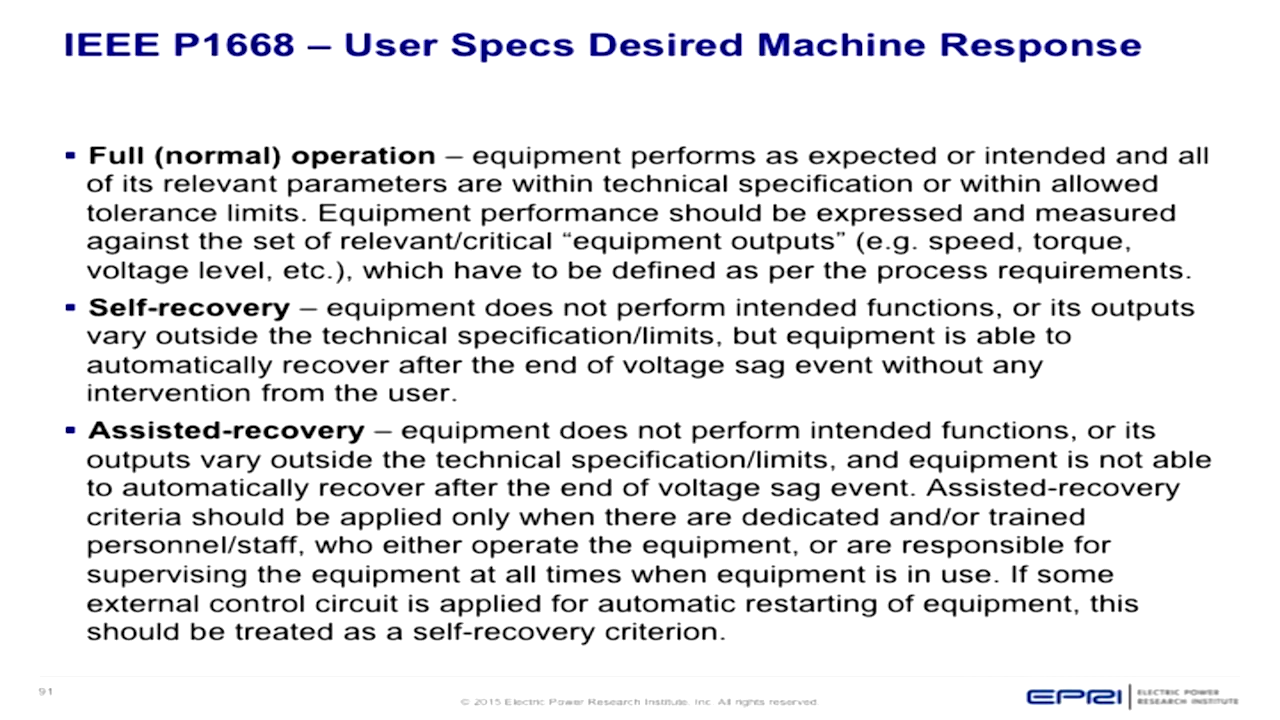 IEEE P1668 – User Specs Desired Machine Response
▪ Full (normal) operation – equipment performs as expected or intended and all
of its relevant parameters are within technical specification or within allowed
tolerance limits. Equipment performance should be expressed and measured
against the set of relevant/critical “equipment outputs” (e.g. speed, torque,
voltage level, etc.), which have to be defined as per the process requirements.
▪ Self-recovery – equipment does not perform intended functions, or its outputs
vary outside the technical specification/limits, but equipment is able to
automatically recover after the end of voltage sag event without any
intervention from the user.
▪ Assisted-recovery – equipment does not perform intended functions, or its
outputs vary outside the technical specification/limits, and equipment is not able
to automatically recover after the end of voltage sag event. Assisted-recovery
criteria should be applied only when there are dedicated and/or trained
personnel/staff, who either operate the equipment, or are responsible for
supervising the equipment at all times when equipment is in use. If some
external control circuit is applied for automatic restarting of equipment, this
should be treated as a self-recovery criterion.
91
© 2015 Electric Power Research Institute, Inc. All rights reserved.
EPRI
ELECTRIC POWER
RESEARCH INSTITUTE